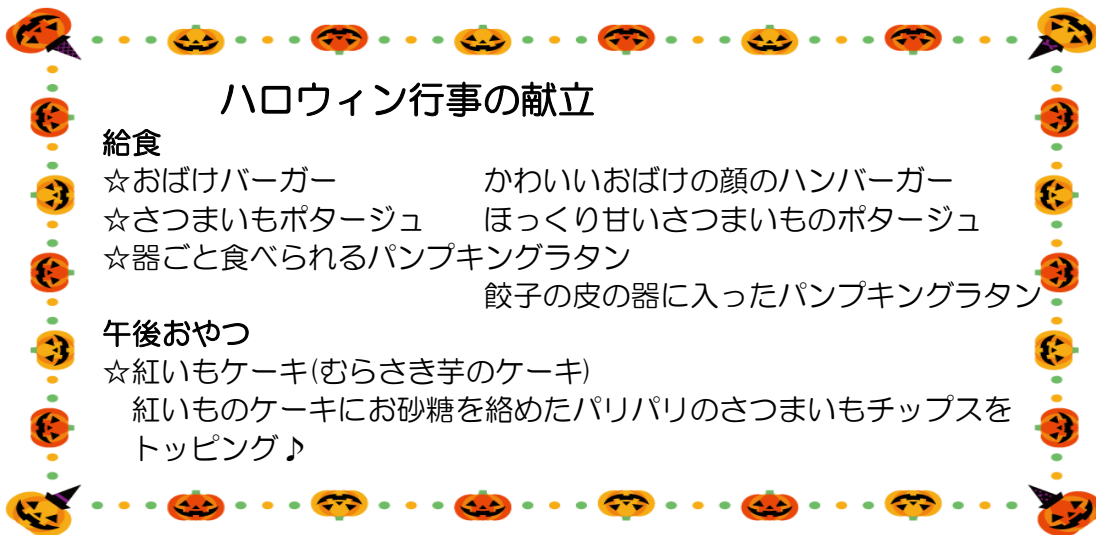 ハロウィン行事の献立
給食
☆おばけバーガー　かわいいおばけの顔のハンバーガー
☆さつまいもポタージュ　ほっくり甘いさつまいものポタージュ
☆器ごと食べられるパンプキングラタン
餃子の皮の器に入ったパンプキングラタン
午後おやつ
☆紅いもケーキ(むらさき芋のケーキ)
紅いものケーキにお砂糖を絡めたパリパリのさつまいもチップスを
トッピング♪